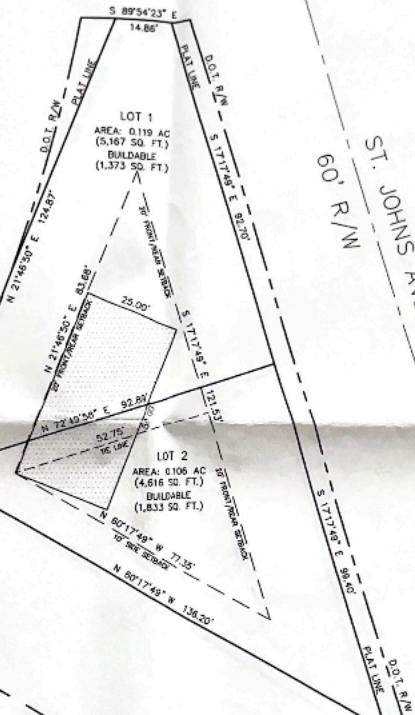 S 89°54'23" E
14.86'
PLAT LINE
D.O.T. R/W
D.O.T. R/W
PLAT LINE
LOT 1
AREA: 0.119 AC
(5,167 SQ. FT.)
BUILDABLE
(1,373 SQ. FT.)
S 17°17'49" E 92.70'
ST. JOHNS
60' R/W
N 21°46'50" E 124.87'
N 21°46'50" E 83.68'
20' FRONT/REAR SETBACK
20' FRONT/REAR SETBACK
25.00'
S 17°17'49" E 121.53'
N 72°10'58" E 92.89'
52.75'
TIE LINE
LOT 2
AREA: 0.106 AC
(4,616 SQ. FT.)
BUILDABLE
(1,833 SQ. FT.)
20' FRONT/REAR SETBACK
N 60°17'49" W 77.35'
10' SIDE SETBACK
N 60°17'49" W 136.20'
S 17°17'49" E 99.40'
PLAT LINE
D.O.T. R/W